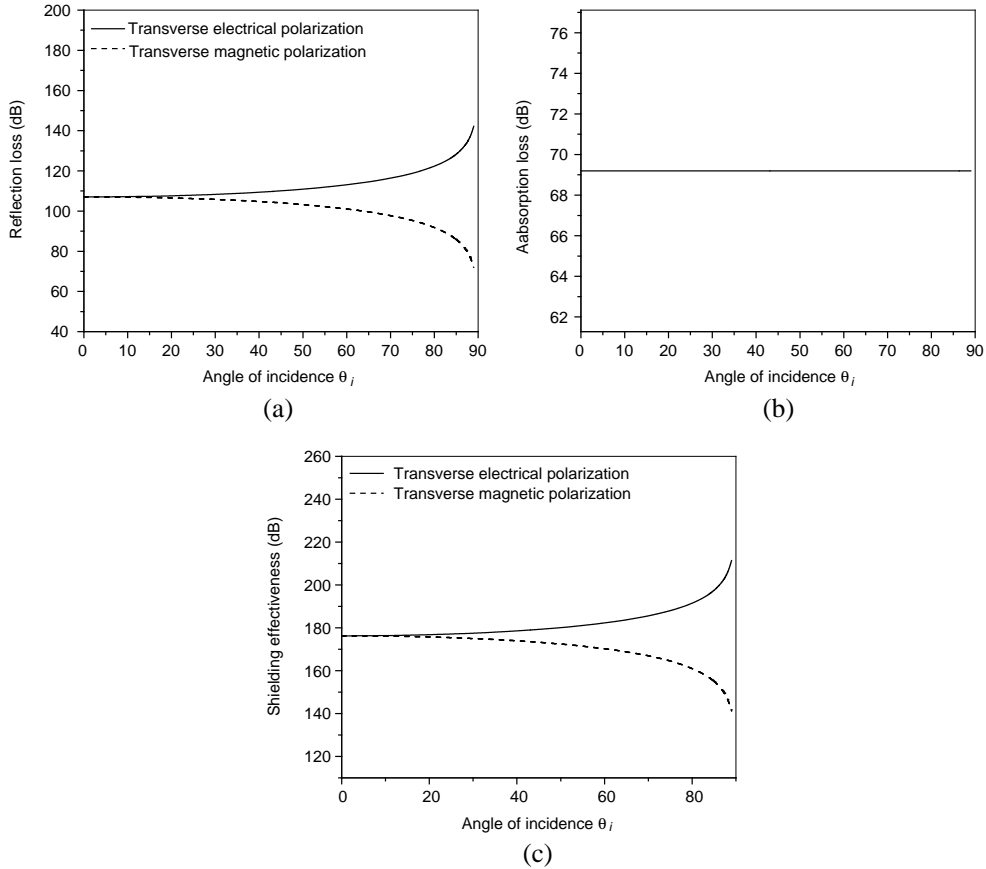 200
180
160
140
120
100
80
60
40
Reflection loss (dB)
Transverse electrical polarization
Transverse magnetic polarization
0 10 20 30 40 50 60 70 80 90
Angle of incidence θ i
(a)
76
74
72
70
68
66
64
62
Aabsorption loss (dB)
0 10 20 30 40 50 60 70 80 90
Angle of incidence θ i
(b)
260
240
220
200
180
160
140
120
Shielding effectiveness (dB)
Transverse electrical polarization
Transverse magnetic polarization
0 20 40 60 80
Angle of incidence θ i
(c)